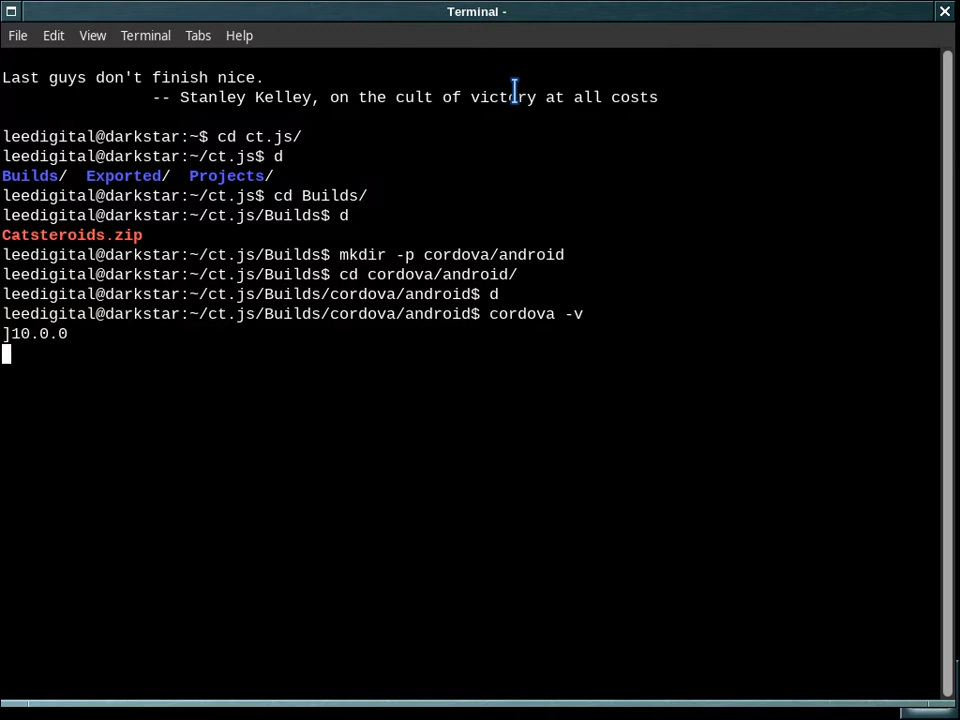 Terminal -
File Edit View Terminal Tabs Help
Last guys don't finish nice.
-- Stanley Kelley, on the cult of victory at all costs
leedigital@darkstar:~$ cd ct.js/
leedigital@darkstar:~/ct.js$ d
Builds/ Exported/ Projects/
leedigital@darkstar:~/ct.js$ cd Builds/
leedigital@darkstar:~/ct.js/Builds$ d
Catsteroids.zip
leedigital@darkstar:~/ct.js/Builds$ mkdir -p cordova/android
leedigital@darkstar:~/ct.js/Builds$ cd cordova/android/
leedigital@darkstar:~/ct.js/Builds/cordova/android$ d
leedigital@darkstar:~/ct.js/Builds/cordova/android$ cordova -v
]10.0.0